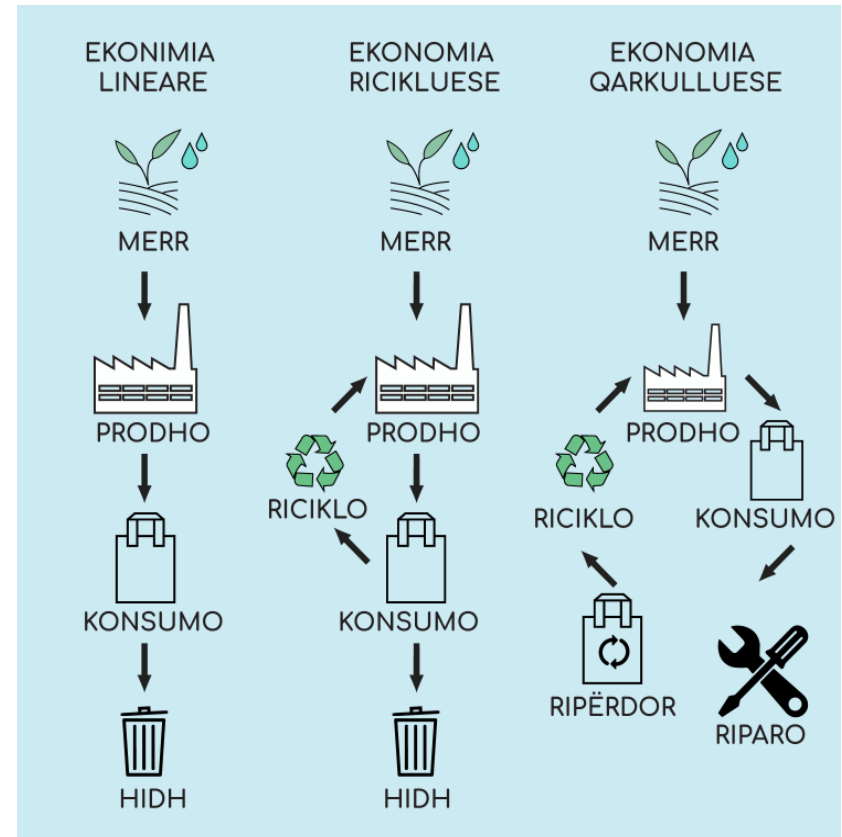 EKONIMIA
LINEARE
MERR
PRODHO
KONSUMO
HIDH
EKONOMIA
RICIKLUESE
MERR
PRODHO
RICIKLO
KONSUMO
HIDH
EKONOMIA
QARKULLUESE
MERR
PRODHO
KONSUMO
RICIKLO
RIPËRDOR
RIPARO